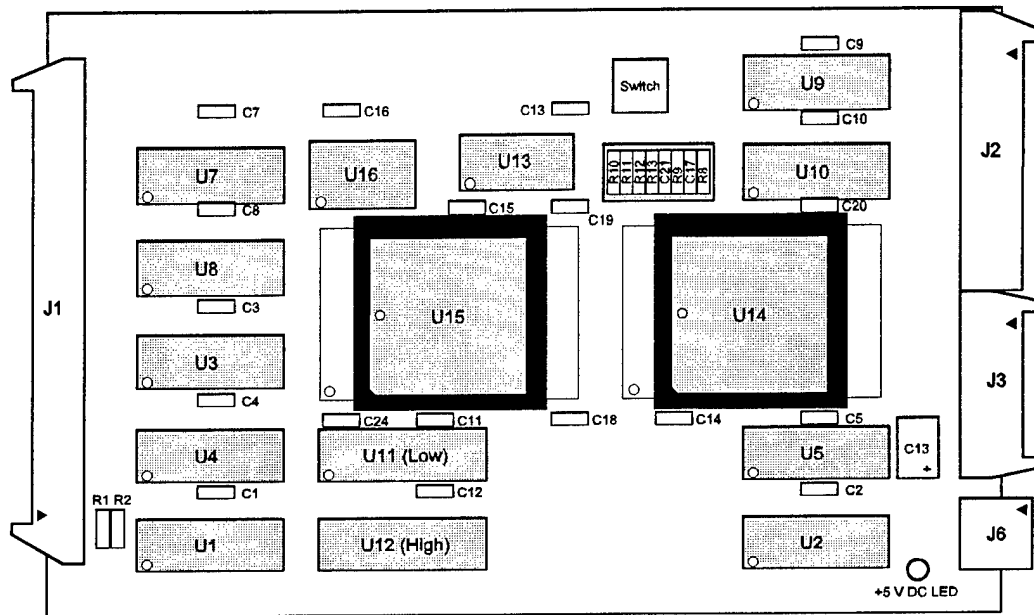 C9
Switch
U9
C7
C16
C13
C10
J2
U7
U16
U13
R10
R11
R12
R13
C21
R9
C17
R8
U10
C8
C15
C19
C20
U8
J1
C3
U15
U14
U3
J3
C4
C24
C11
C18
C14
C5
U4
U11 (Low)
U5
C13
+
C1
C12
C2
R1 R2
U1
U12 (High)
U2
J6
+5 V DC LED